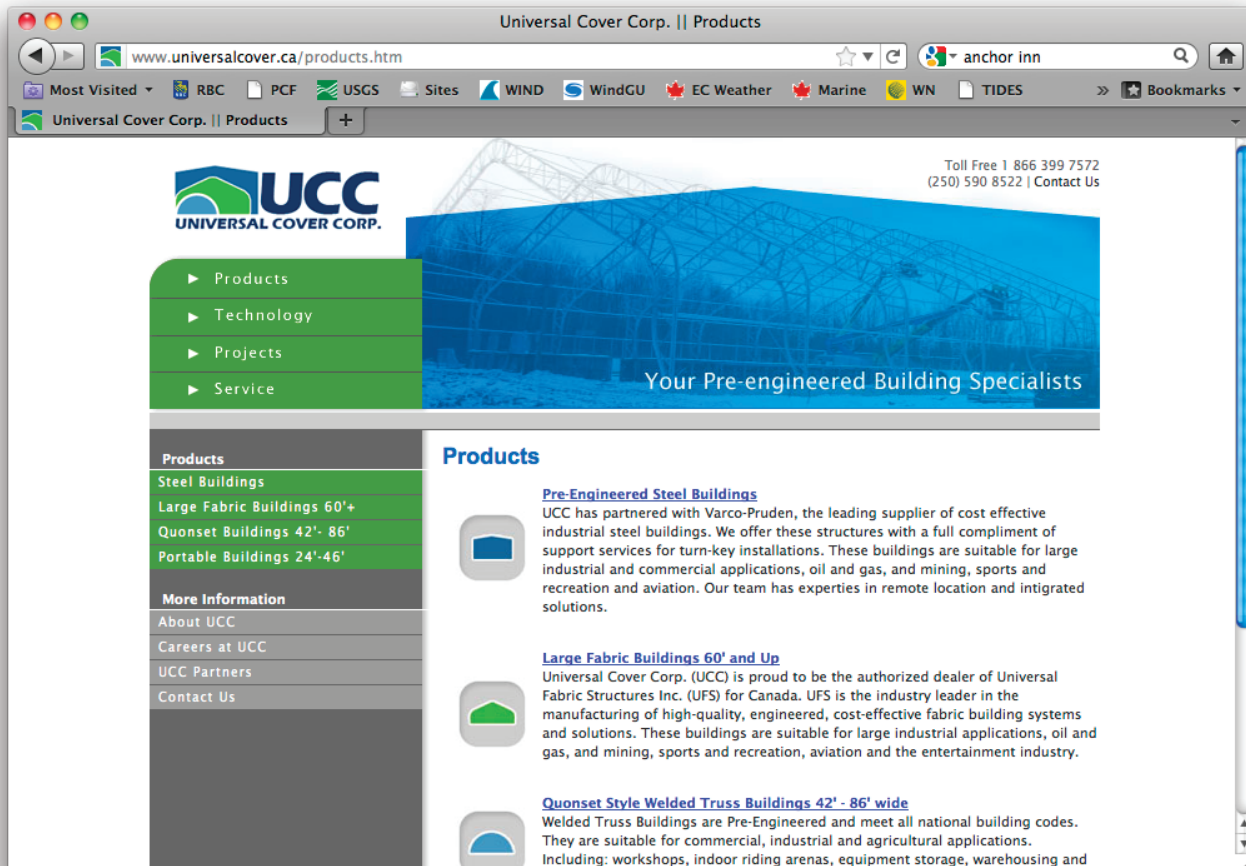 Universal Cover Corp. || Products
www.universalcover.ca/products.htm
anchor inn
Most Visited RBC PCF USGS Sites WIND WindGU EC Weather Marine WN TIDES » Bookmarks
Universal Cover Corp. || Products +
Toll Free 1 866 399 7572
(250) 590 8522 | Contact Us
UCC
UNIVERSAL COVER CORP.
Products
Technology
Projects
Service
Your Pre-engineered Building Specialists
Products
Steel Buildings
Large Fabric Buildings 60'+
Quonset Buildings 42'- 86'
Portable Buildings 24'-46'
More Information
About UCC
Careers at UCC
UCC Partners
Contact Us
Products
Pre-Engineered Steel Buildings
UCC has partnered with Varco-Pruden, the leading supplier of cost effective
industrial steel buildings. We offer these structures with a full compliment of
support services for turn-key installations. These buildings are suitable for large
industrial and commercial applications, oil and gas, and mining, sports and
recreation and aviation. Our team has experties in remote location and intigrated
solutions.
Large Fabric Buildings 60' and Up
Universal Cover Corp. (UCC) is proud to be the authorized dealer of Universal
Fabric Structures Inc. (UFS) for Canada. UFS is the industry leader in the
manufacturing of high-quality, engineered, cost-effective fabric building systems
and solutions. These buildings are suitable for large industrial applications, oil and
gas, and mining, sports and recreation, aviation and the entertainment industry.
Quonset Style Welded Truss Buildings 42' - 86' wide
Welded Truss Buildings are Pre-Engineered and meet all national building codes.
They are suitable for commercial, industrial and agricultural applications.
Including: workshops, indoor riding arenas, equipment storage, warehousing and